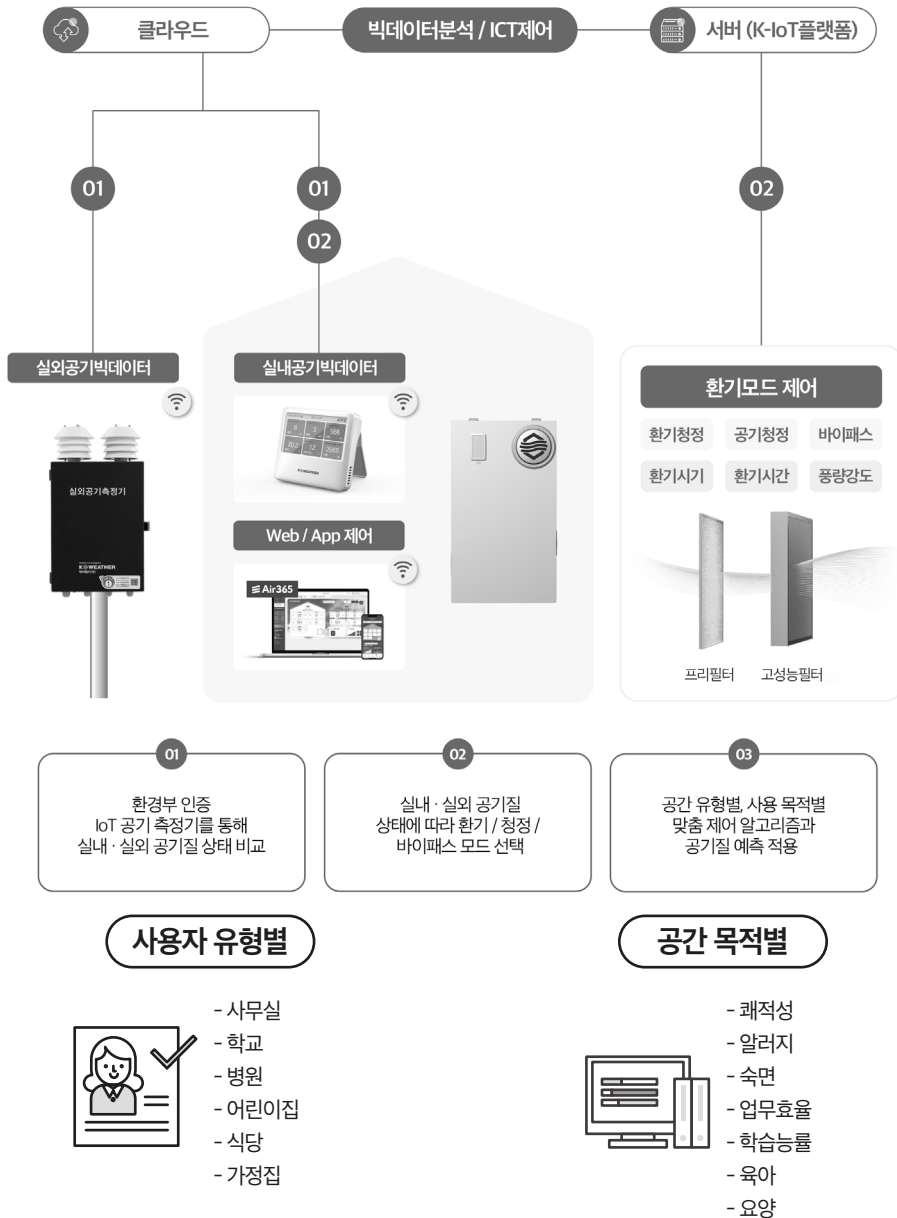 클라우드
빅데이터분석 / ICT제어
서버 (K-IoT플랫폼)
01
01
02
02
실외공기빅데이터
실내공기빅데이터
환기모드 제어
환기청정
공기청정
바이패스
환기시기
환기시간
풍량강도
실외공기측정기
K WEATHER
K WEATHER
Web / App 제어
Air365
프리필터
고성능필터
01
환경부 인증
IoT 공기 측정기를 통해
실내 · 실외 공기질 상태 비교
02
실내 · 실외 공기질
상태에 따라 환기 / 청정 /
바이패스 모드 선택
03
공간 유형별, 사용 목적별
맞춤 제어 알고리즘과
공기질 예측 적용
사용자 유형별
- 사무실
- 학교
- 병원
- 어린이집
- 식당
- 가정집
공간 목적별
- 쾌적성
- 알러지
- 숙면
- 업무효율
- 학습능률
- 육아
- 요양